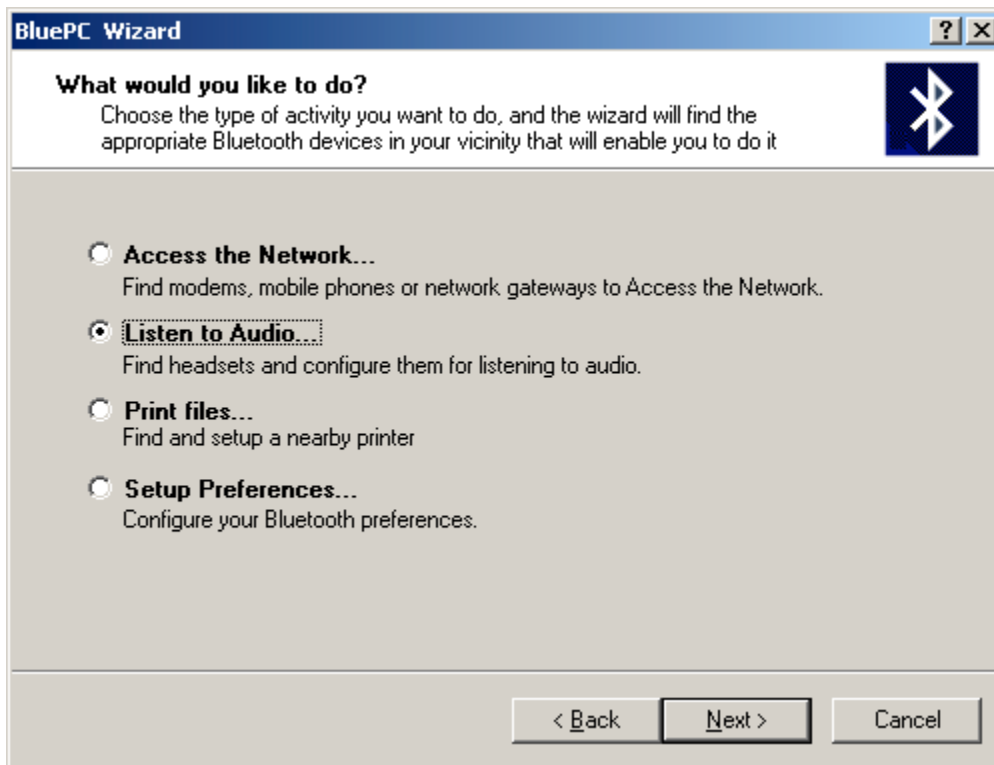 BluePC Wizard
What would you like to do?
Choose the type of activity you want to do, and the wizard will find the
appropriate Bluetooth devices in your vicinity that will enable you to do it
Access the Network...
Find modems, mobile phones or network gateways to Access the Network.
Listen to Audio...
Find headsets and configure them for listening to audio.
Print files...
Find and setup a nearby printer
Setup Preferences...
Configure your Bluetooth preferences.
< Back
Next >
Cancel